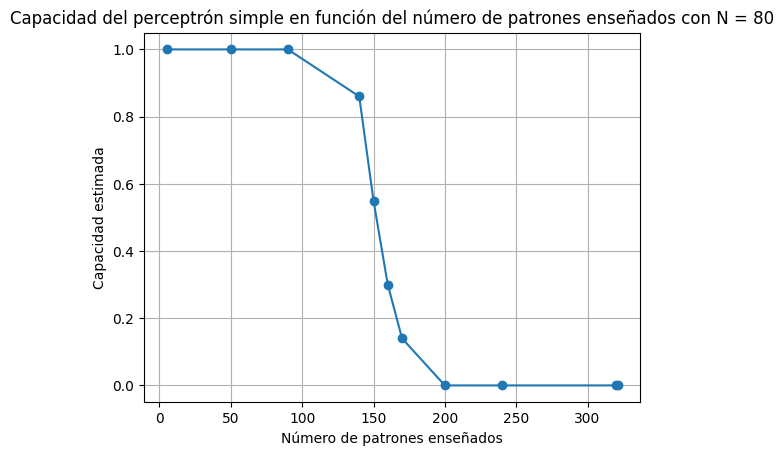 Capacidad del perceptrón simple en función del número de patrones enseñados con N = 80
1.0
0.8
0.6
0.4
0.2
0.0
Capacidad estimada
0 50 100 150 200 250 300
Número de patrones enseñados